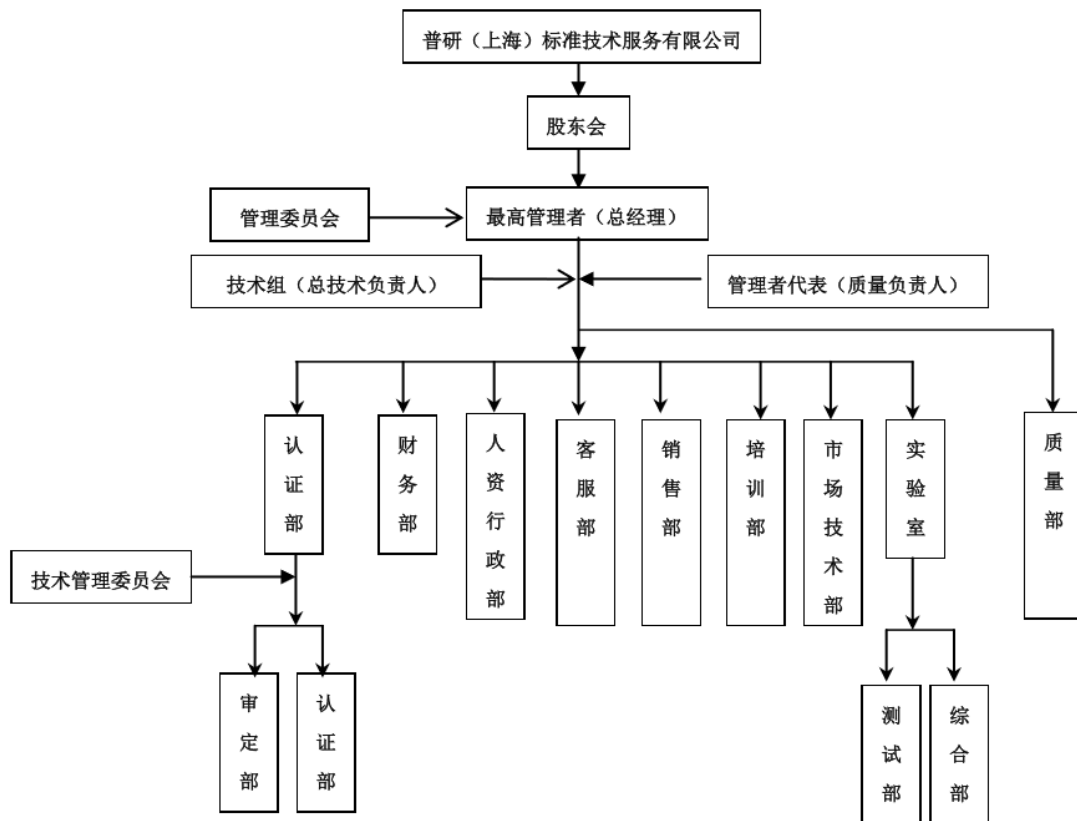 普研（上海）标准技术服务有限公司
股东会
管理委员会
最高管理者（总经理）
技术组（总技术负责人）
管理者代表（质量负责人）
认证部
财务部
人资行政部
客服部
销售部
培训部
市场技术部
实验室
质量部
技术管理委员会
审定部
认证部
测试部
综合部